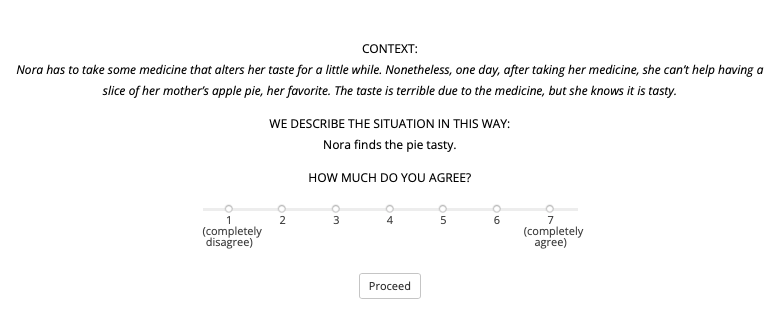 CONTEXT:
Nora has to take some medicine that alters her taste for a little while. Nonetheless, one day, after taking her medicine, she can't help having a
slice of her mother's apple pie, her favorite. The taste is terrible due to the medicine, but she knows it is tasty.
WE DESCRIBE THE SITUATION IN THIS WAY:
Nora finds the pie tasty.
HOW MUCH DO YOU AGREE?
1 2 3 4 5 6 7
(completely (completely
disagree) agree)
Proceed